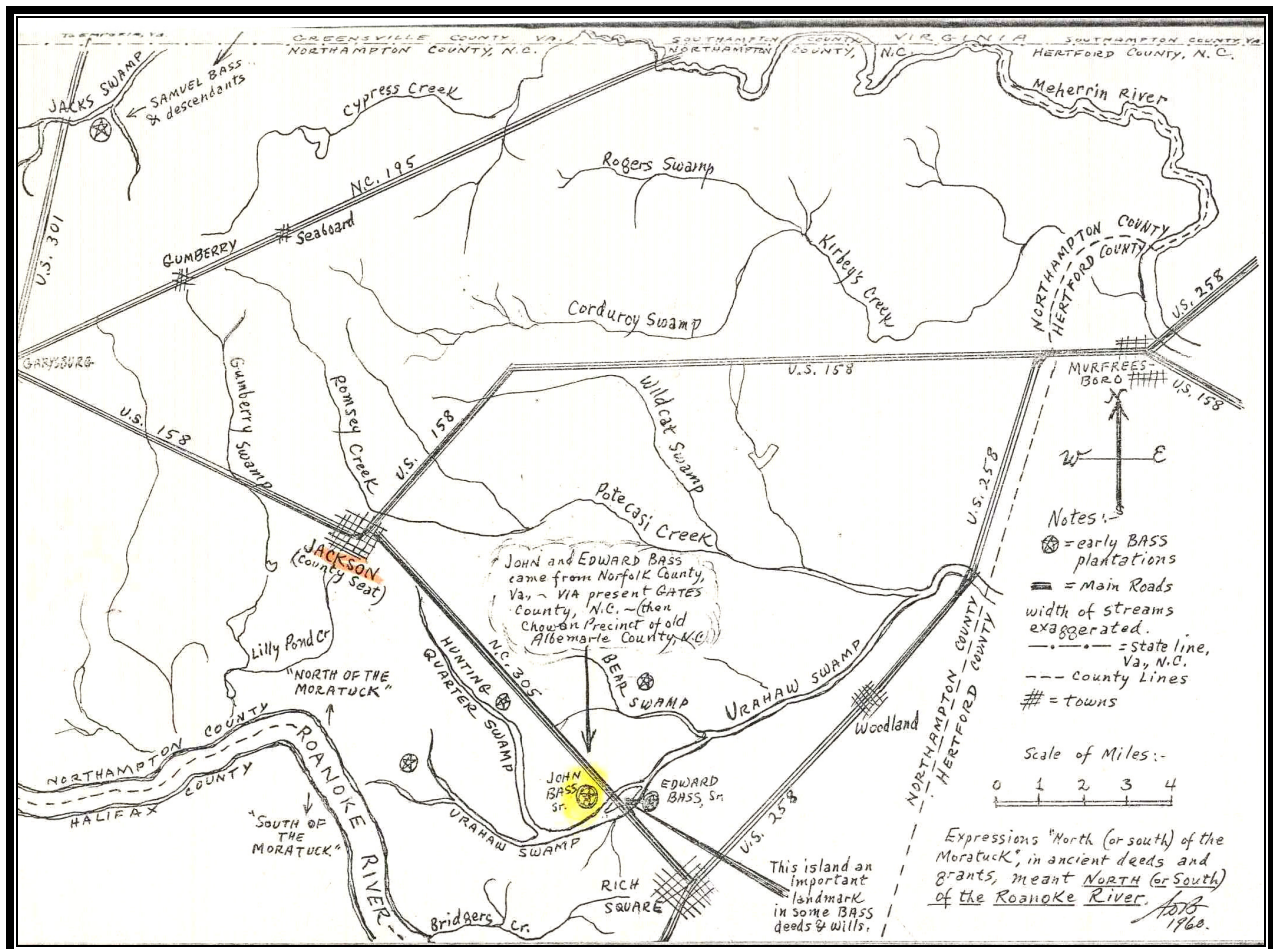 TO EMPORIA, VA.
GREENSVILLE COUNTY VA.
NORTHAMPTON COUNTY, N.C.
SOUTHAMPTON COUNTY VIRGINIA
NORTHAMPTON COUNTY, N.C.
SOUTHAMPTON COUNTY, VA.
HERTFORD COUNTY, N.C.
JACKS SWAMP
← SAMUEL BASS
& descendants
Cypress Creek
Meherrin River
Rogers Swamp
N.C. 195
Seaboard
GUMBERRY
U.S. 301
Kirbey's Creek
NORTHAMPTON COUNTY
HERTFORD COUNTY
U.S. 258
Corduroy Swamp
GARYSBURG
U.S. 158
MURFREES-
BORO
U.S. 158
Gumberry Swamp
Romsey Creek
U.S. 158
Wildcat Swamp
U.S. 158
N
W E
S
U.S. 258
Potecasi Creek
JACKSON
(county seat)
JOHN and EDWARD BASS
came from Norfolk County,
Va., ~ VIA present GATES
County, N.C. ~ (then
Chowan Precinct of old
Albemarle County, N.C.
Notes:-
= early BASS
plantations
= Main Roads
width of streams
exaggerated.
= state line,
Va., N.C.
--- County Lines
= towns
Lilly Pond Cr
"NORTH OF THE
MORATUCK"
HUNTING
QUARTER SWAMP
N.C. 305
BEAR
SWAMP
URAHAW SWAMP
Woodland
NORTHAMPTON COUNTY
HERTFORD COUNTY
NORTHAMPTON COUNTY
HALIFAX COUNTY
ROANOKE RIVER
"SOUTH OF
THE
MORATUCK"
URAHAW SWAMP
JOHN
BASS
Sr.
EDWARD
BASS, Sr.
U.S. 258
Scale of Miles:-
0 1 2 3 4
RICH
SQUARE
Bridgers Cr.
This island an
important
landmark
in some BASS
deeds & wills.
Expressions "North (or south) of the
Moratuck", in ancient deeds and
grants, meant NORTH (or South)
of the Roanoke River.
1960.